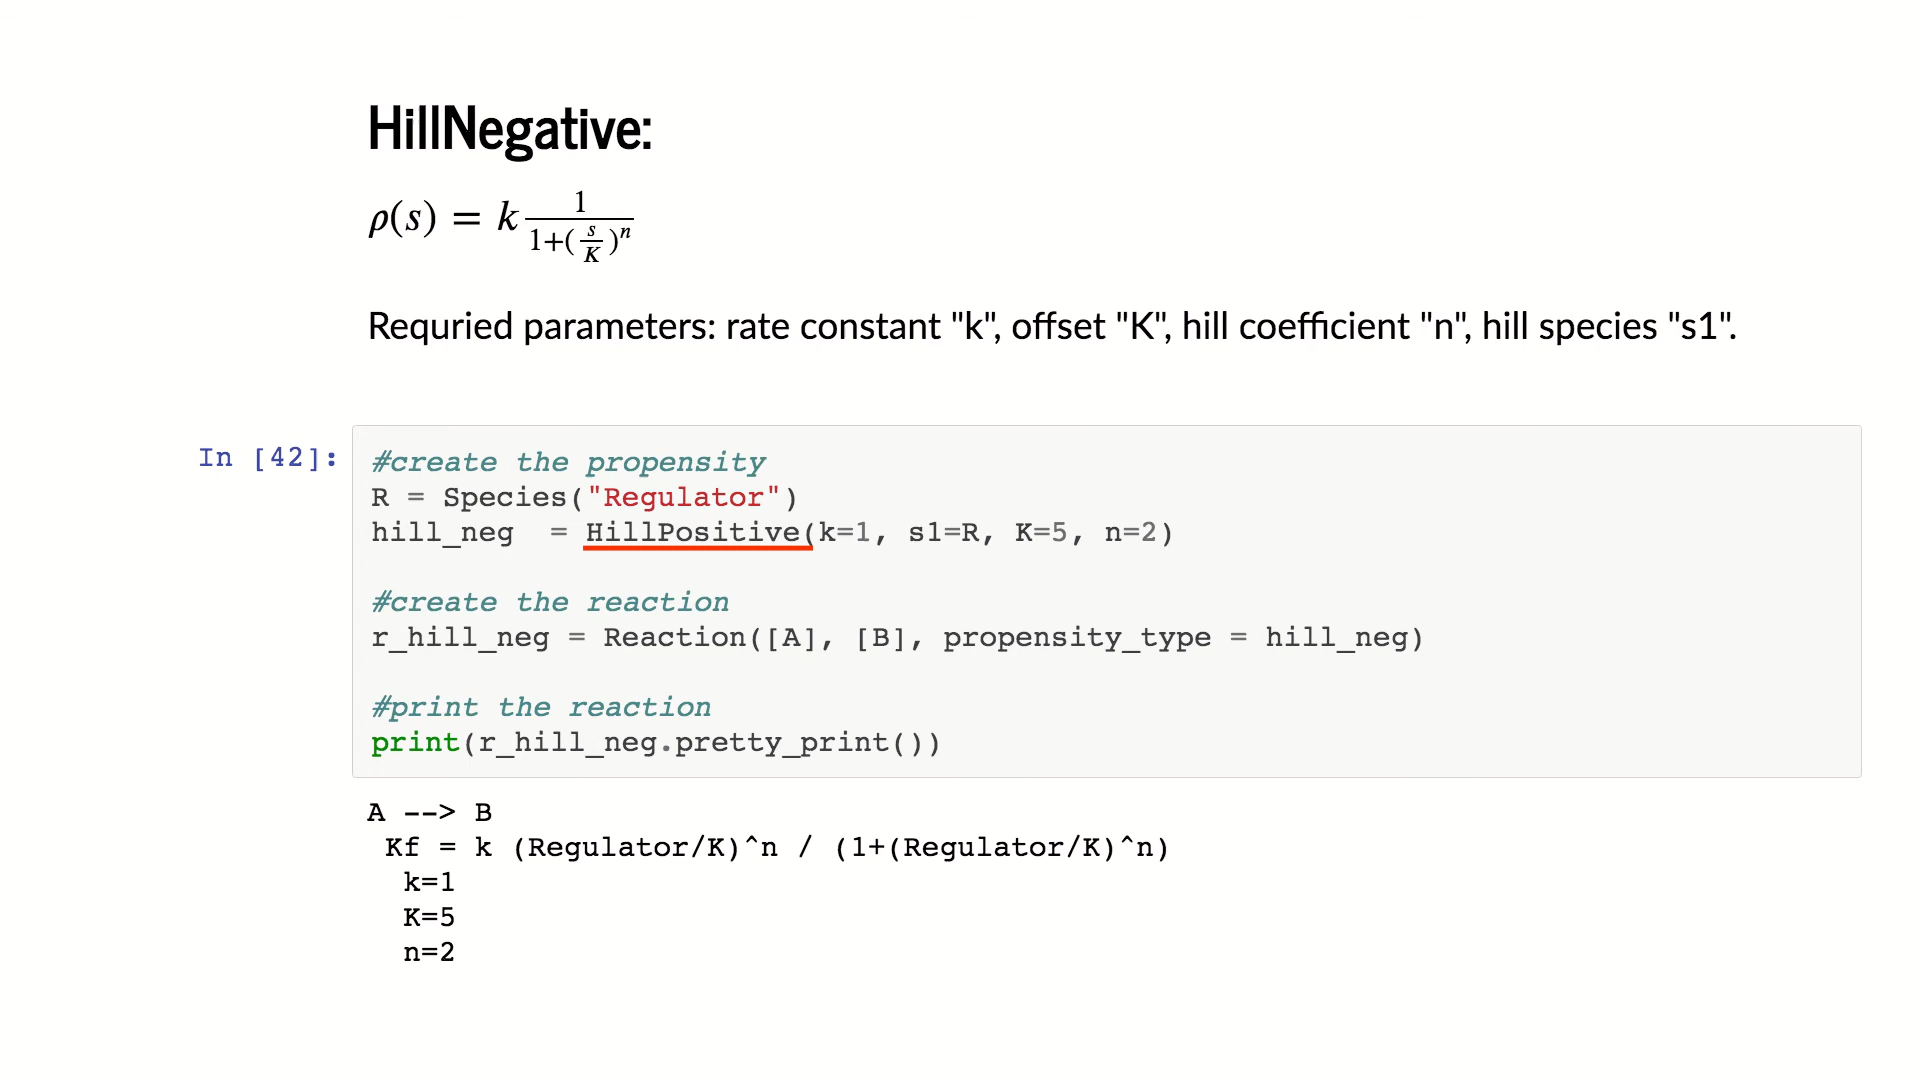 HillNegative:
ρ(s) = k 1 / 1+(s/K)^n
Requried parameters: rate constant "k", offset "K", hill coefficient "n", hill species "s1".
In [42]:
#create the propensity
R = Species("Regulator")
hill_neg  = HillPositive(k=1, s1=R, K=5, n=2)
#create the reaction
r_hill_neg = Reaction([A], [B], propensity_type = hill_neg)
#print the reaction
print(r_hill_neg.pretty_print())
A --> B
Kf = k (Regulator/K)^n / (1+(Regulator/K)^n)
k=1
K=5
n=2